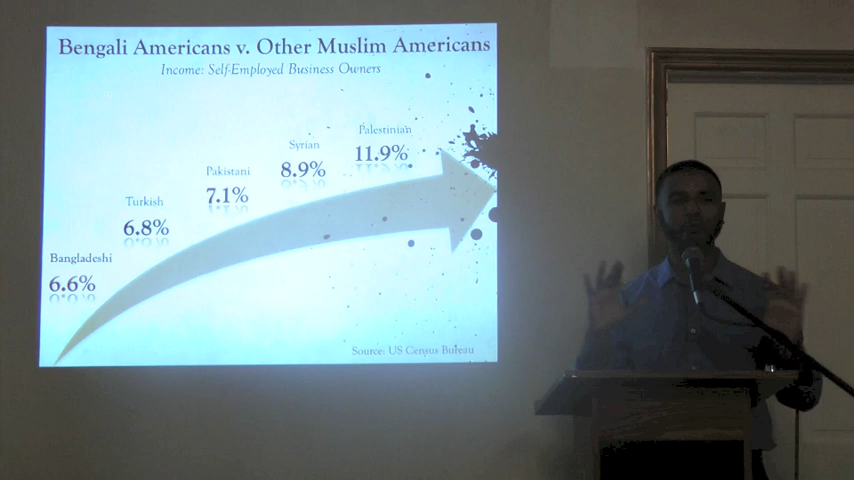 Bengali Americans v. Other Muslim Americans
Income: Self-Employed Business Owners
Palestinian
11.9%
Syrian
8.9%
Pakistani
7.1%
Turkish
6.8%
Bangladeshi
6.6%
Source: US Census Bureau